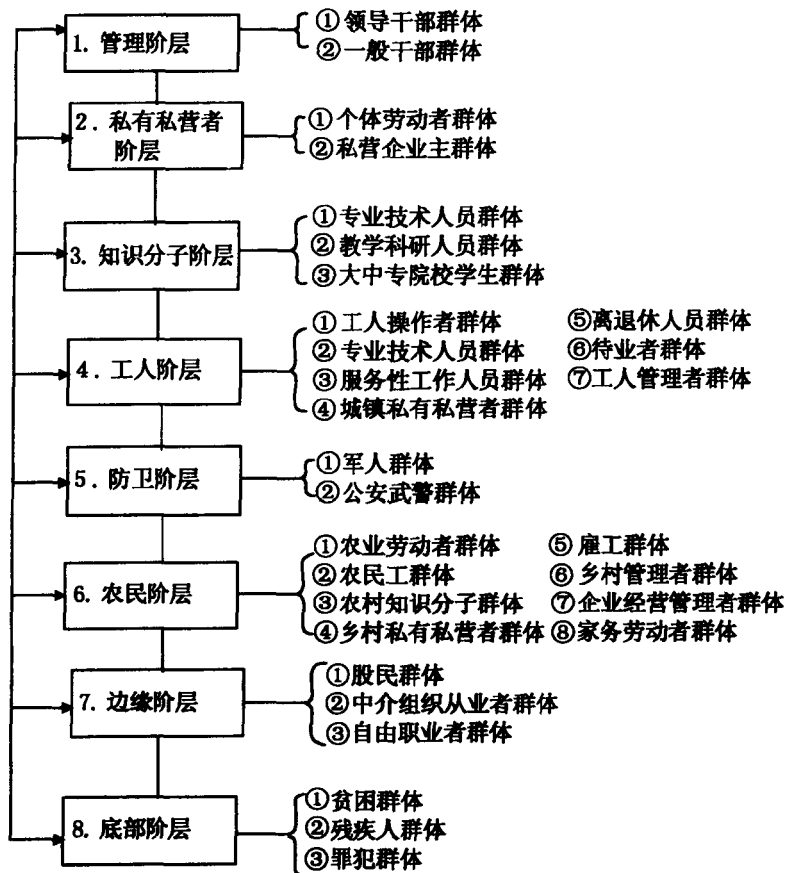 1. 管理阶层
①领导干部群体
②一般干部群体
2. 私有私营者
阶层
①个体劳动者群体
②私营企业主群体
3. 知识分子阶层
①专业技术人员群体
②教学科研人员群体
③大中专院校学生群体
4. 工人阶层
①工人操作者群体
②专业技术人员群体
③服务性工作人员群体
④城镇私有私营者群体
⑤离退休人员群体
⑥待业者群体
⑦工人管理者群体
5. 防卫阶层
①军人群体
②公安武警群体
6. 农民阶层
①农业劳动者群体
②农民工群体
③农村知识分子群体
④乡村私有私营者群体
⑤雇工群体
⑥乡村管理者群体
⑦企业经营管理者群体
⑧家务劳动者群体
7. 边缘阶层
①股民群体
②中介组织从业者群体
③自由职业者群体
8. 底部阶层
①贫困群体
②残疾人群体
③罪犯群体